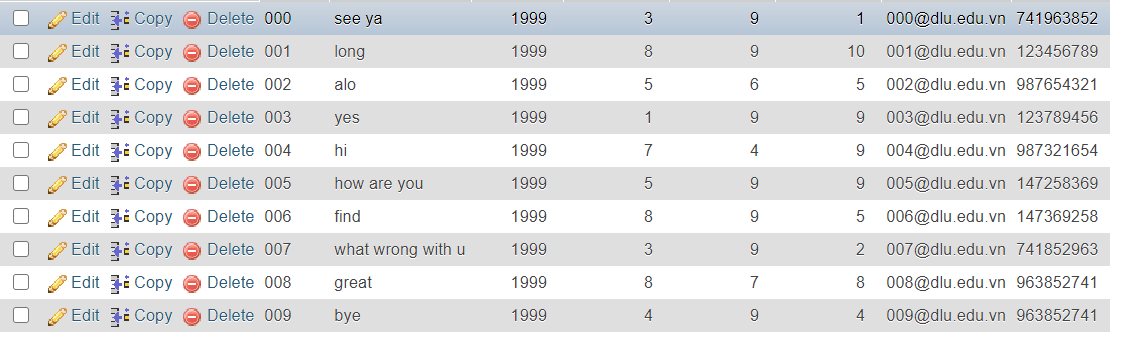 Edit Copy Delete 000 see ya 1999 3 9 1 000@dlu.edu.vn 741963852
Edit Copy Delete 001 long 1999 8 9 10 001@dlu.edu.vn 123456789
Edit Copy Delete 002 alo 1999 5 6 5 002@dlu.edu.vn 987654321
Edit Copy Delete 003 yes 1999 1 9 9 003@dlu.edu.vn 123789456
Edit Copy Delete 004 hi 1999 7 4 9 004@dlu.edu.vn 987321654
Edit Copy Delete 005 how are you 1999 5 9 9 005@dlu.edu.vn 147258369
Edit Copy Delete 006 find 1999 8 9 5 006@dlu.edu.vn 147369258
Edit Copy Delete 007 what wrong with u 1999 3 9 2 007@dlu.edu.vn 741852963
Edit Copy Delete 008 great 1999 8 7 8 008@dlu.edu.vn 963852741
Edit Copy Delete 009 bye 1999 4 9 4 009@dlu.edu.vn 963852741